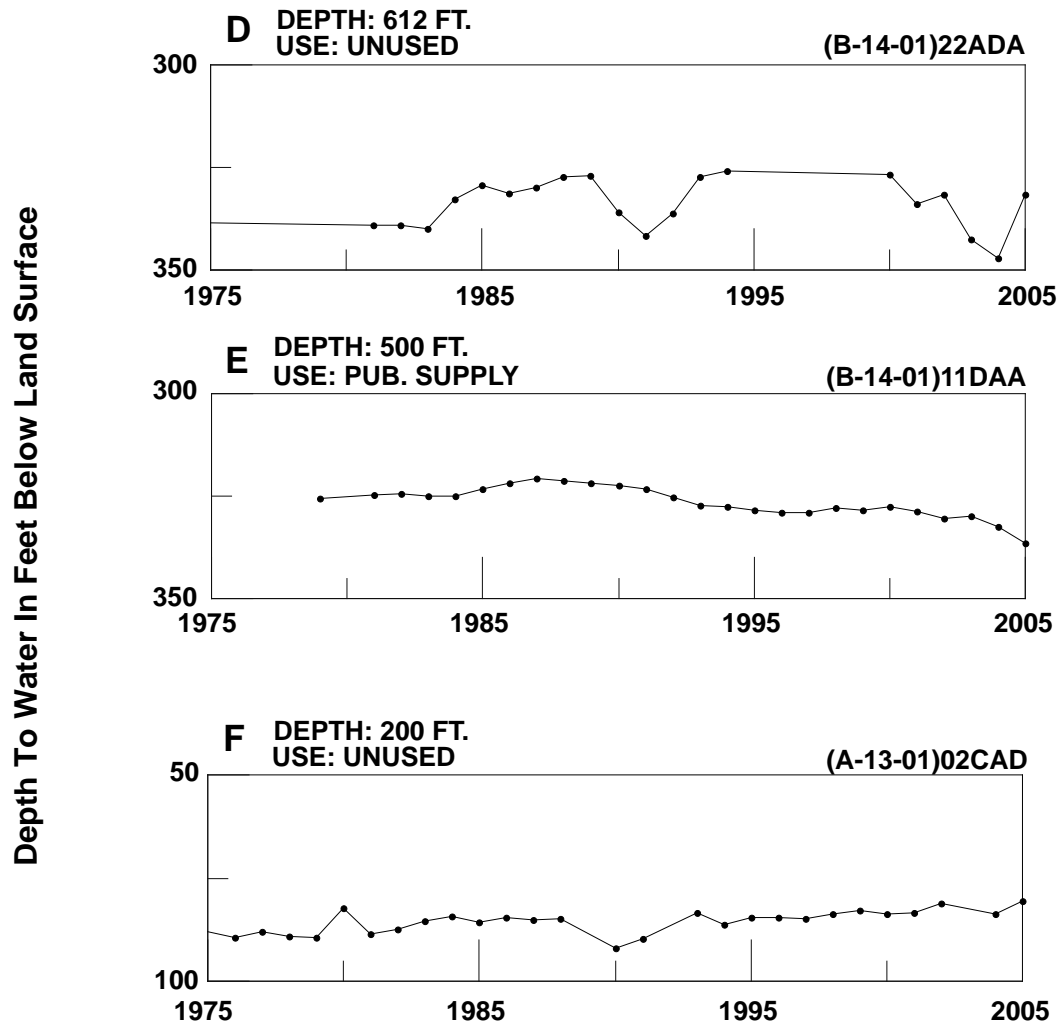 Depth To Water In Feet Below Land Surface
D
DEPTH: 612 FT.
USE: UNUSED
(B-14-01)22ADA
300
350
1975 1985 1995 2005
E
DEPTH: 500 FT.
USE: PUB. SUPPLY
(B-14-01)11DAA
300
350
1975 1985 1995 2005
F
DEPTH: 200 FT.
USE: UNUSED
(A-13-01)02CAD
50
100
1975 1985 1995 2005